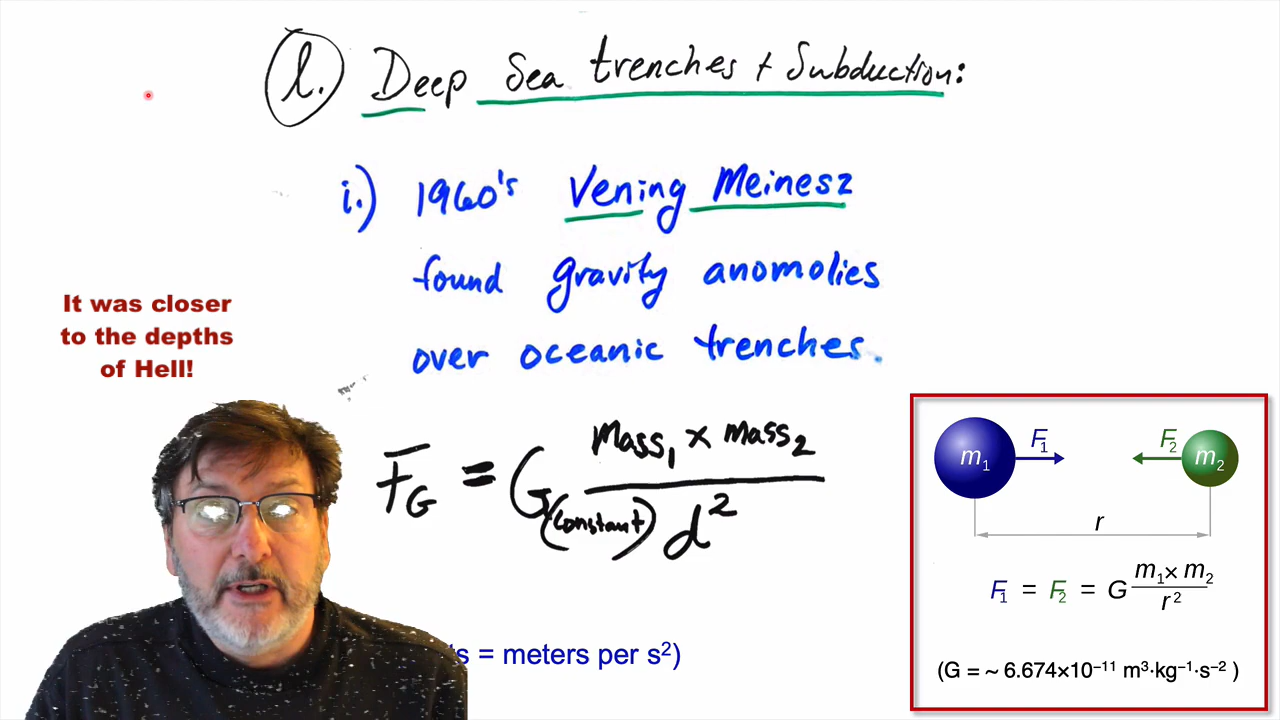 l. Deep Sea trenches + Subduction:
i.) 1960's Vening Meinesz
found gravity anomolies
over oceanic trenches.
It was closer
to the depths
of Hell!
F_G = G (constant) mass₁ x mass₂ / d²
s = meters per s²)
m₁ F₁ F₂ m₂
r
F₁ = F₂ = G m₁× m₂ / r²
(G = ~ 6.674×10⁻¹¹ m³·kg⁻¹·s⁻² )